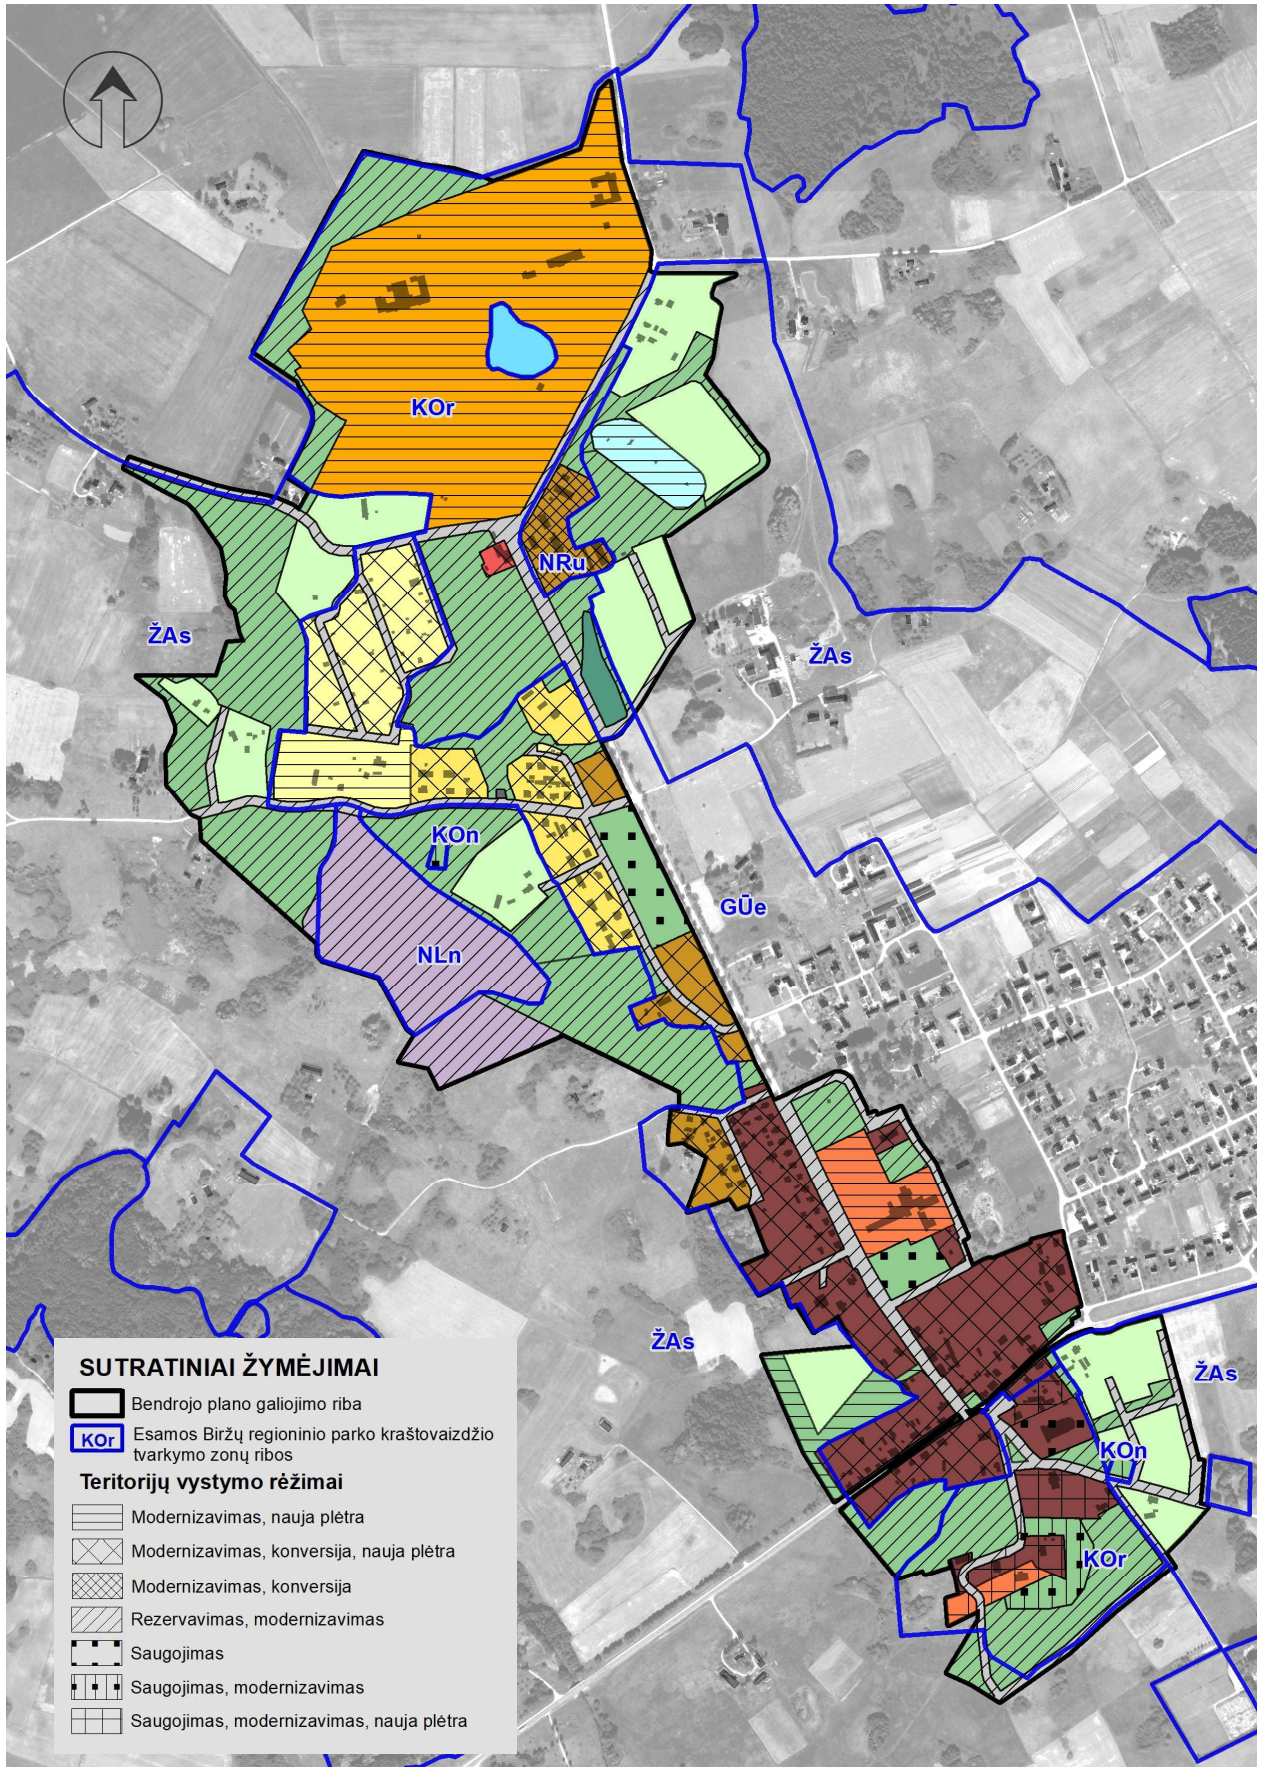 KOr
NRu
ŽAs
ŽAs
KOn
GŪe
NLn
ŽAs
ŽAs
KOn
KOr
SUTRATINIAI ŽYMĖJIMAI
Bendrojo plano galiojimo riba
KOr
Esamos Biržų regioninio parko kraštovaizdžio
tvarkymo zonų ribos
Teritorijų vystymo rėžimai
Modernizavimas, nauja plėtra
Modernizavimas, konversija, nauja plėtra
Modernizavimas, konversija
Rezervavimas, modernizavimas
Saugojimas
Saugojimas, modernizavimas
Saugojimas, modernizavimas, nauja plėtra